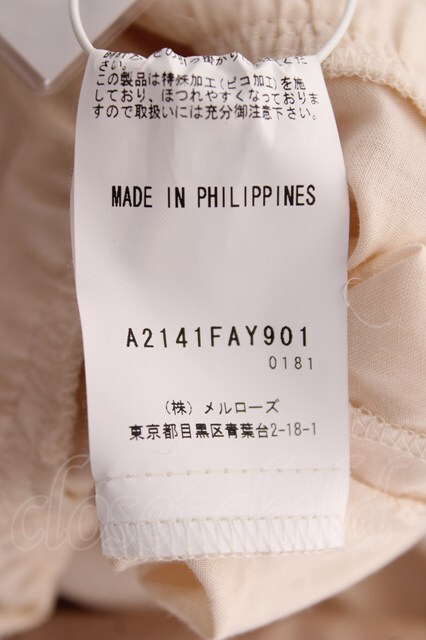 さい。
この製品は特殊加工(ピコ加工)を施
しており、ほつれやすくなっておりま
すので取扱いには充分御注意下さい。
MADE IN PHILIPPINES
A2141FAY901
0181
(株) メルローズ
東京都目黒区青葉台2-18-1